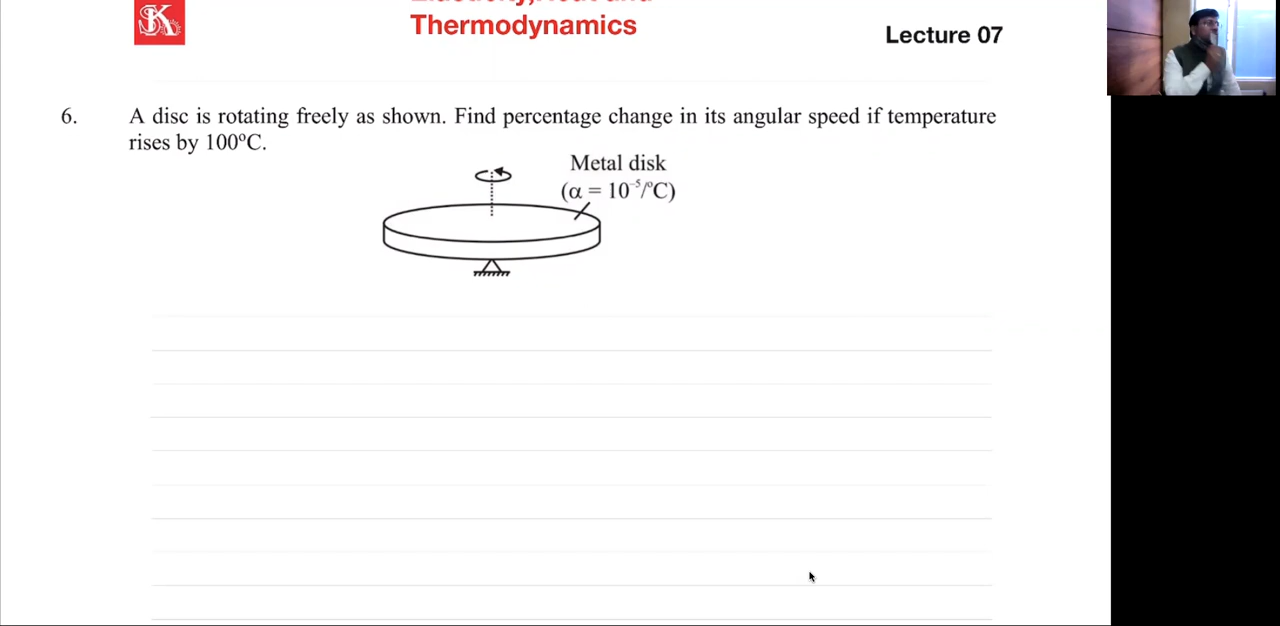 SK
Thermodynamics
Lecture 07
6. A disc is rotating freely as shown. Find percentage change in its angular speed if temperature
rises by 100°C.
Metal disk
(α = 10⁻⁵/°C)